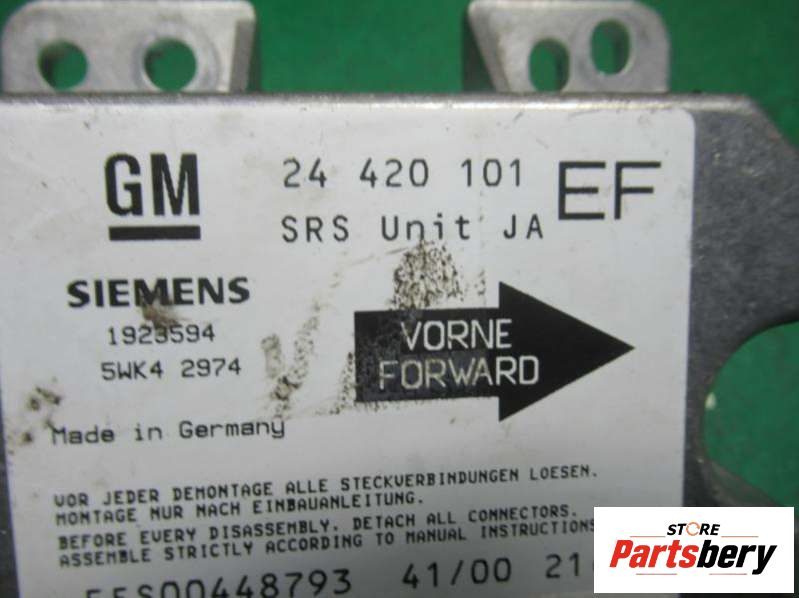 GM
24 420 101 EF
SRS Unit JA
SIEMENS
1923594
5WK4 2974
VORNE
FORWARD
Made in Germany
VOR JEDER DEMONTAGE ALLE STECKVERBINDUNGEN LOESEN.
MONTAGE NUR NACH EINBAUANLEITUNG.
BEFORE EVERY DISASSEMBLY, DETACH ALL CONNECTORS.
ASSEMBLE STRICTLY ACCORDING TO MANUAL INSTRUCTIONS
41/00
STORE
Partsbery